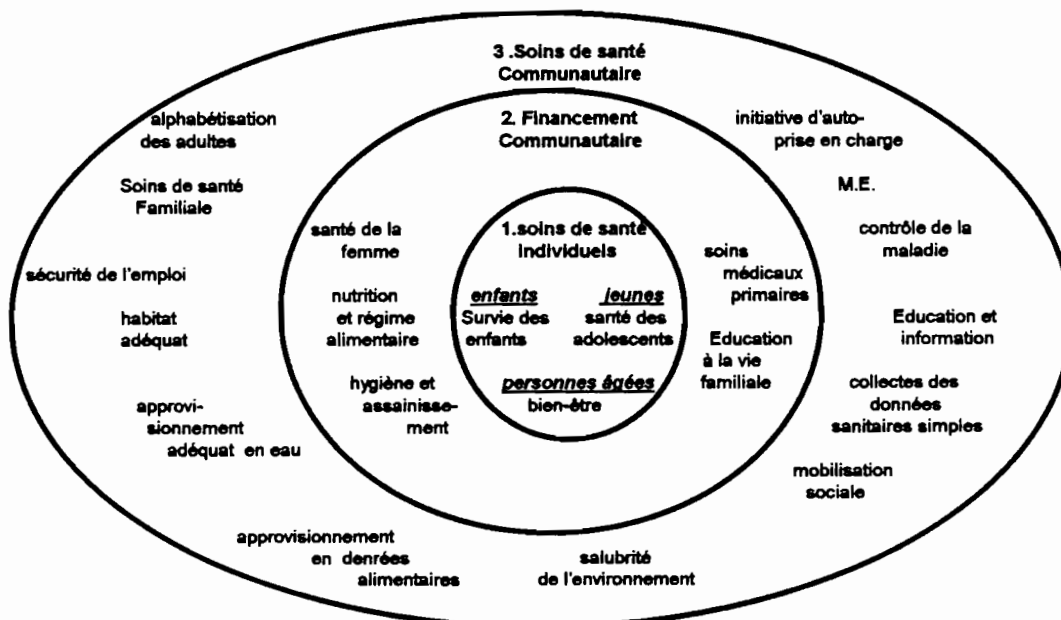 3 .Soins de santé
Communautaire
2. Financement
Communautaire
1.soins de santé
Individuels
enfants
Survie des
enfants
jeunes
santé des
adolescents
personnes âgées
bien-être
santé de la
femme
nutrition
et régime
alimentaire
hygiène et
assainisse-
ment
soins
médicaux
primaires
Education
à la vie
familiale
alphabétisation
des adultes
Soins de santé
Familiale
sécurité de l'emploi
habitat
adéquat
approvi-
sionnement
adéquat en eau
approvisionnement
en denrées
alimentaires
salubrité
de l'environnement
initiative d'auto-
prise en charge
M.E.
contrôle de la
maladie
Education et
information
collectes des
données
sanitaires simples
mobilisation
sociale